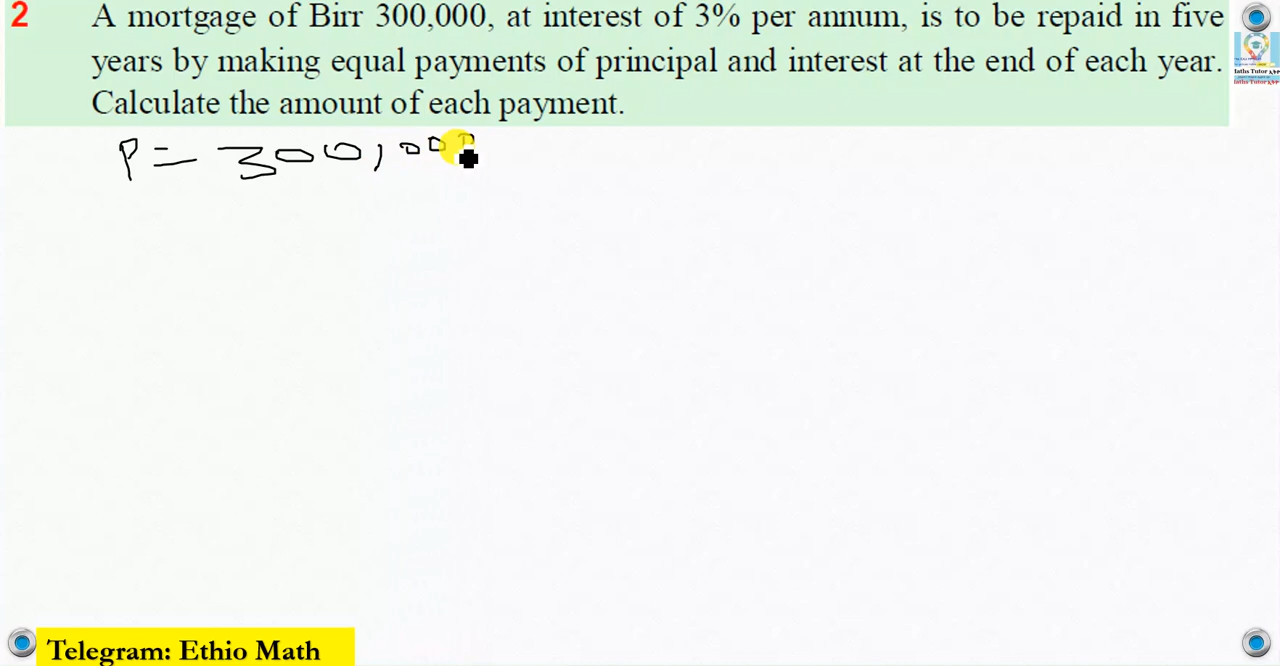 2 A mortgage of Birr 300,000, at interest of 3% per annum, is to be repaid in five
years by making equal payments of principal and interest at the end of each year.
Calculate the amount of each payment.
P = 300,000
Telegram: Ethio Math